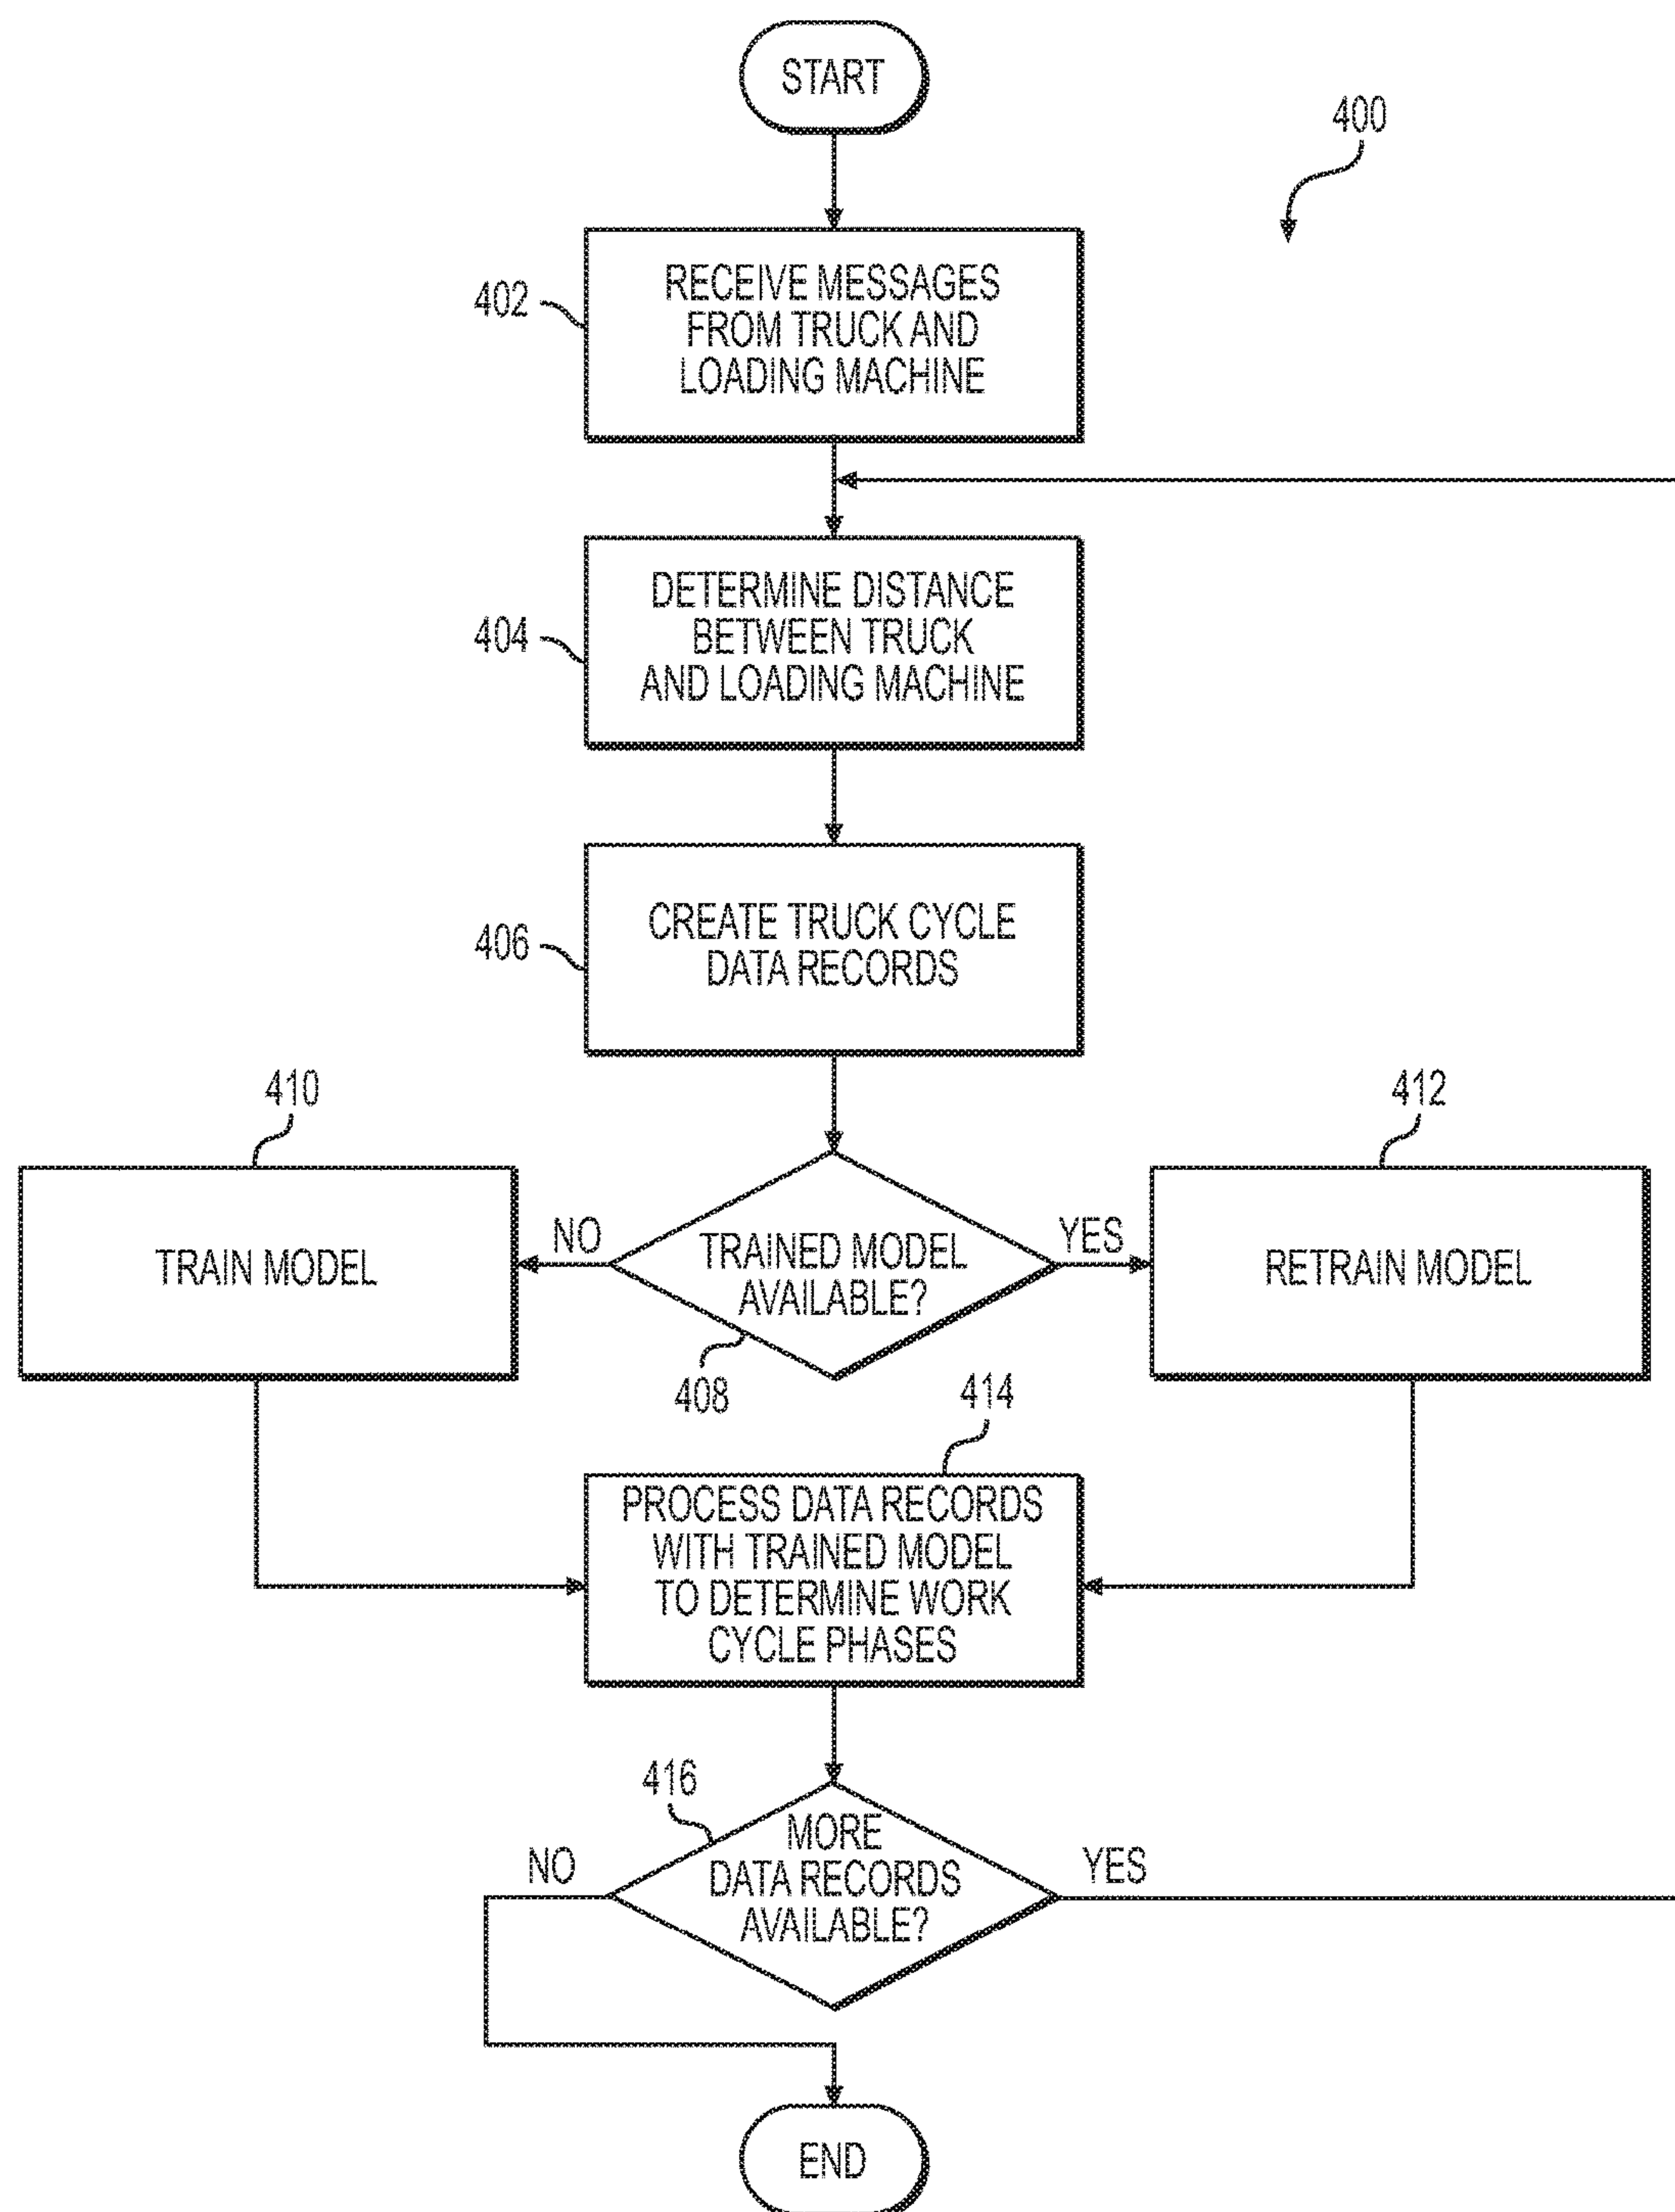 START
400
402
RECEIVE MESSAGES
FROM TRUCK AND
LOADING MACHINE
404
DETERMINE DISTANCE
BETWEEN TRUCK
AND LOADING MACHINE
406
CREATE TRUCK CYCLE
DATA RECORDS
410
412
TRAIN MODEL
NO
TRAINED MODEL
AVAILABLE?
YES
RETRAIN MODEL
408
414
PROCESS DATA RECORDS
WITH TRAINED MODEL
TO DETERMINE WORK
CYCLE PHASES
416
NO
MORE
DATA RECORDS
AVAILABLE?
YES
END